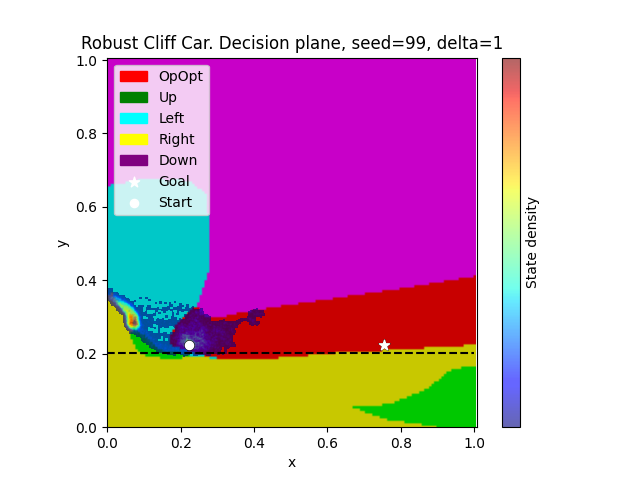 Robust Cliff Car. Decision plane, seed=99, delta=1
1.0
0.8
0.6
0.4
0.2
0.0
y
OpOpt
Up
Left
Right
Down
Goal
Start
0.0 0.2 0.4 0.6 0.8 1.0
x
State density